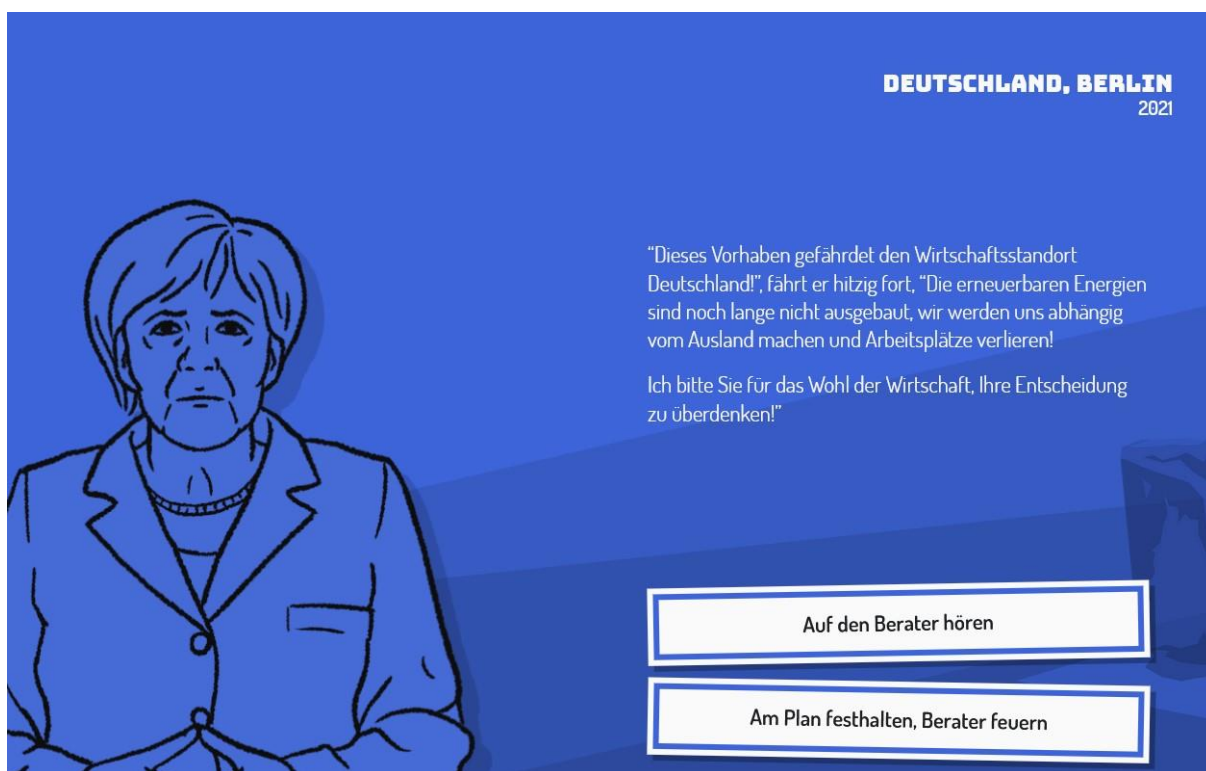 DEUTSCHLAND, BERLIN
2021
“Dieses Vorhaben gefährdet den Wirtschaftsstandort
Deutschland!”, fährt er hitzig fort, “Die erneuerbaren Energien
sind noch lange nicht ausgebaut, wir werden uns abhängig
vom Ausland machen und Arbeitsplätze verlieren!
Ich bitte Sie für das Wohl der Wirtschaft, Ihre Entscheidung
zu überdenken!”
Auf den Berater hören
Am Plan festhalten, Berater feuern